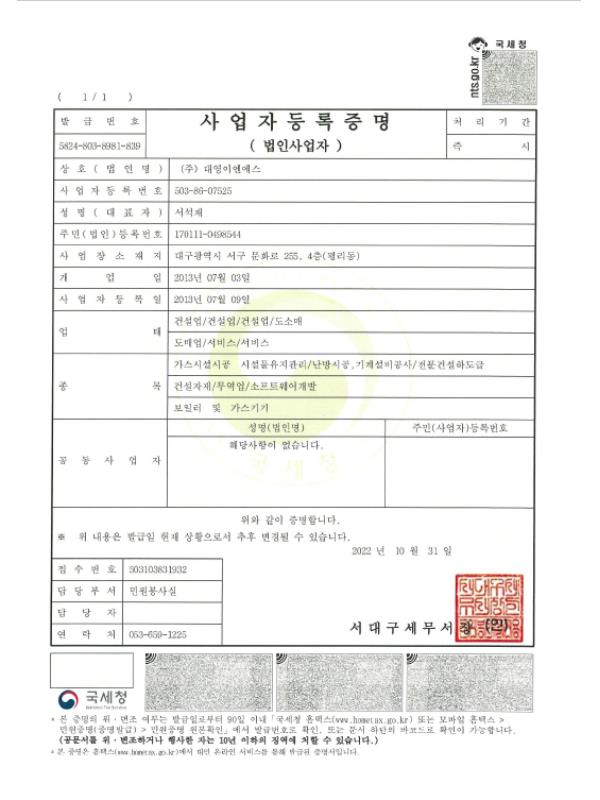 국세청
nts.go.kr
( 1 / 1 )
발 급 번 호
사업자등록증명
처 리 기 간
5824-803-8981-839
( 법인사업자 )
즉 시
상 호 ( 법 인 명 ) (주) 대영이엔에스
사 업 자 등 록 번 호 503-86-07525
성 명 ( 대 표 자 ) 서석재
주민(법인)등록번호 170111-0498544
사 업 장 소 재 지 대구광역시 서구 문화로 255, 4층(평리동)
개 업 일 2013년 07월 03일
사 업 자 등 록 일 2013년 07월 09일
업 태 건설업/건설업/건설업/도소매
도매업/서비스/서비스
종 목 가스시설시공 시설물유지관리/난방시공,기계설비공사/전문건설하도급
건설자재/무역업/소프트웨어개발
보일러 및 가스기기
공 동 사 업 자
성명(법인명) 주민(사업자)등록번호
해당사항이 없습니다.
국세청
위와 같이 증명합니다.
※ 위 내용은 발급일 현재 상황으로서 추후 변경될 수 있습니다.
2022 년 10 월 31 일
접 수 번 호 503103831932
담 당 부 서 민원봉사실
담 당 자
연 락 처 053-659-1225
서대구세무서장 (인)
국세청
National Tax Service
* 본 증명의 위·변조 여부는 발급일로부터 90일 이내「국세청 홈택스(www.hometax.go.kr) 또는 모바일 홈택스 >
민원증명(증명발급) > 민원증명 원본확인」에서 발급번호로 확인, 또는 문서 하단의 바코드로 확인이 가능합니다.
(공문서를 위·변조하거나 행사한 자는 10년 이하의 징역에 처할 수 있습니다.)
* 본 증명은 홈택스(www.hometax.go.kr)에서 대민 온라인 서비스를 통해 발급된 증명서입니다.